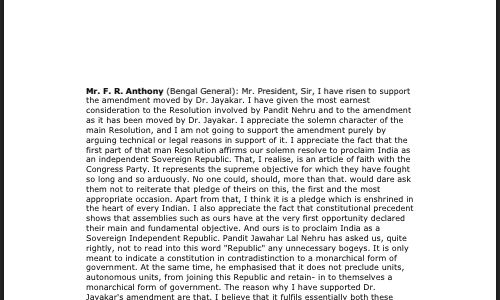 Mr. F. R. Anthony (Bengal General): Mr. President, Sir, I have risen to support
the amendment moved by Dr. Jayakar. I have given the most earnest
consideration to the Resolution involved by Pandit Nehru and to the amendment
as it has been moved by Dr. Jayakar. I appreciate the solemn character of the
main Resolution, and I am not going to support the amendment purely by
arguing technical or legal reasons in support of it. I appreciate the fact that the
first part of that man Resolution affirms our solemn resolve to proclaim India as
an independent Sovereign Republic. That, I realise, is an article of faith with the
Congress Party. It represents the supreme objective for which they have fought
so long and so arduously. No one could, should, more than that. would dare ask
them not to reiterate that pledge of theirs on this, the first and the most
appropriate occasion. Apart from that, I think it is a pledge which is enshrined in
the heart of every Indian. I also appreciate the fact that constitutional precedent
shows that assemblies such as ours have at the very first opportunity declared
their main and fundamental objective. And ours is to proclaim India as a
Sovereign Independent Republic. Pandit Jawahar Lal Nehru has asked us, quite
rightly, not to read into this word "Republic" any unnecessary bogeys. It is only
meant to indicate a constitution in contradistinction to a monarchical form of
government. At the same time, he emphasised that it does not preclude units,
autonomous units, from joining this Republic and retain- in to themselves a
monarchical form of government. The reason why I have supported Dr.
Jayakar's amendment are that. I believe that it fulfils essentially both these